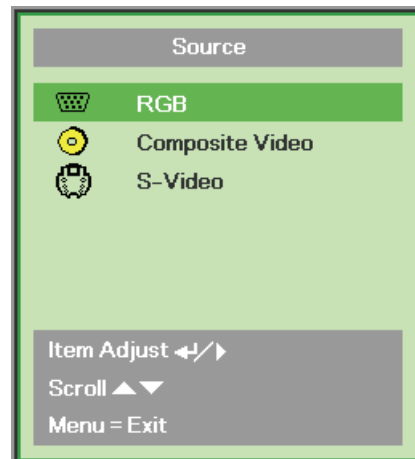 Source
RGB
Composite Video
S-Video
Item Adjust ↵/▶
Scroll ▲▼
Menu = Exit